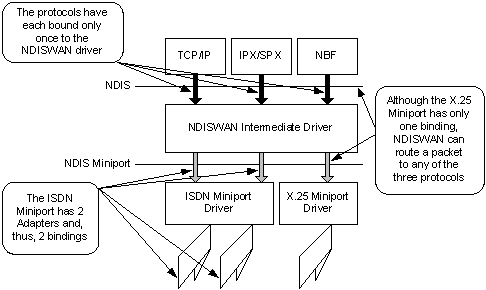 The protocols have
each bound only
once to the
NDISWAN driver
TCP/IP
IPX/SPX
NBF
NDIS
NDISWAN Intermediate Driver
Although the X.25
Miniport has only
one binding,
NDISWAN can
route a packet
to any of the
three protocols
NDIS Miniport
The ISDN
Miniport has 2
Adapters and,
thus, 2 bindings
ISDN Miniport
Driver
X.25 Miniport
Driver